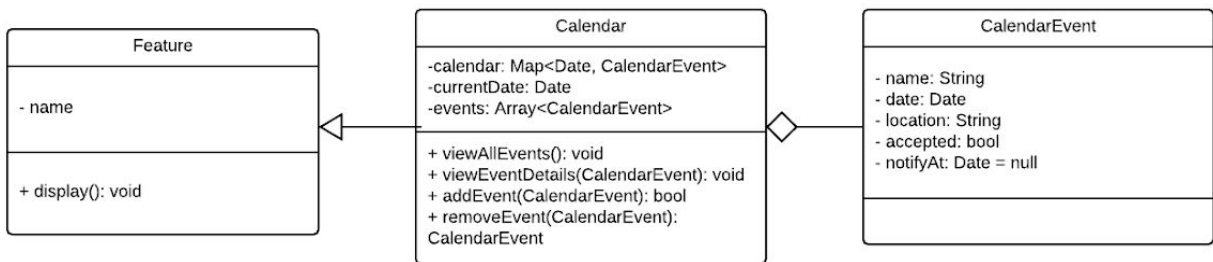 Feature
- name
+ display(): void
Calendar
-calendar: Map<Date, CalendarEvent>
-currentDate: Date
-events: Array<CalendarEvent>
+ viewAllEvents(): void
+ viewEventDetails(CalendarEvent): void
+ addEvent(CalendarEvent): bool
+ removeEvent(CalendarEvent):
CalendarEvent
CalendarEvent
- name: String
- date: Date
- location: String
- accepted: bool
- notifyAt: Date = null